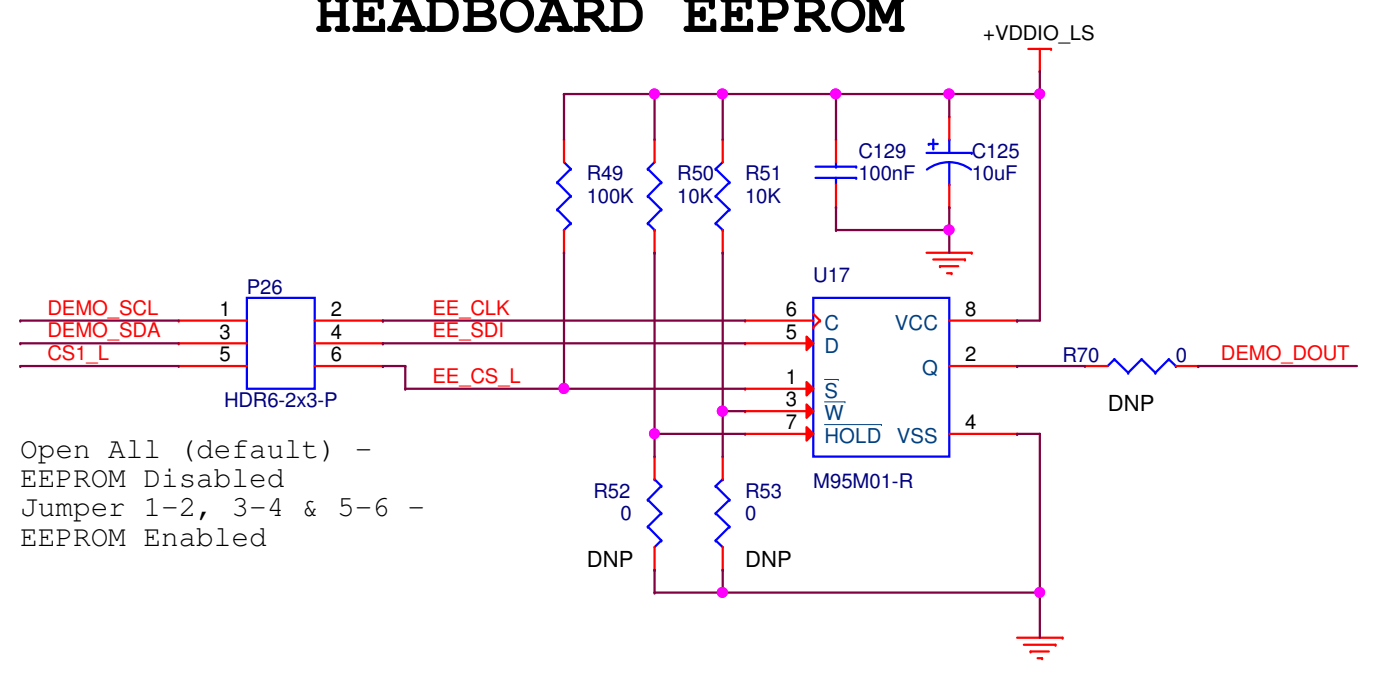 HEADBOARD EEPROM
+VDDIO_LS
R49
100K
R50
10K
R51
10K
C129
100nF
+
C125
10uF
P26
DEMO_SCL
1
2
EE_CLK
DEMO_SDA
3
4
EE_SDI
CS1_L
5
6
EE_CS_L
HDR6-2x3-P
U17
6
C
5
D
1
S
3
W
7
HOLD
VCC
8
Q
2
VSS
4
M95M01-R
R70
0
DEMO_DOUT
DNP
Open All (default) -
EEPROM Disabled
Jumper 1-2, 3-4 & 5-6 -
EEPROM Enabled
R52
0
DNP
R53
0
DNP